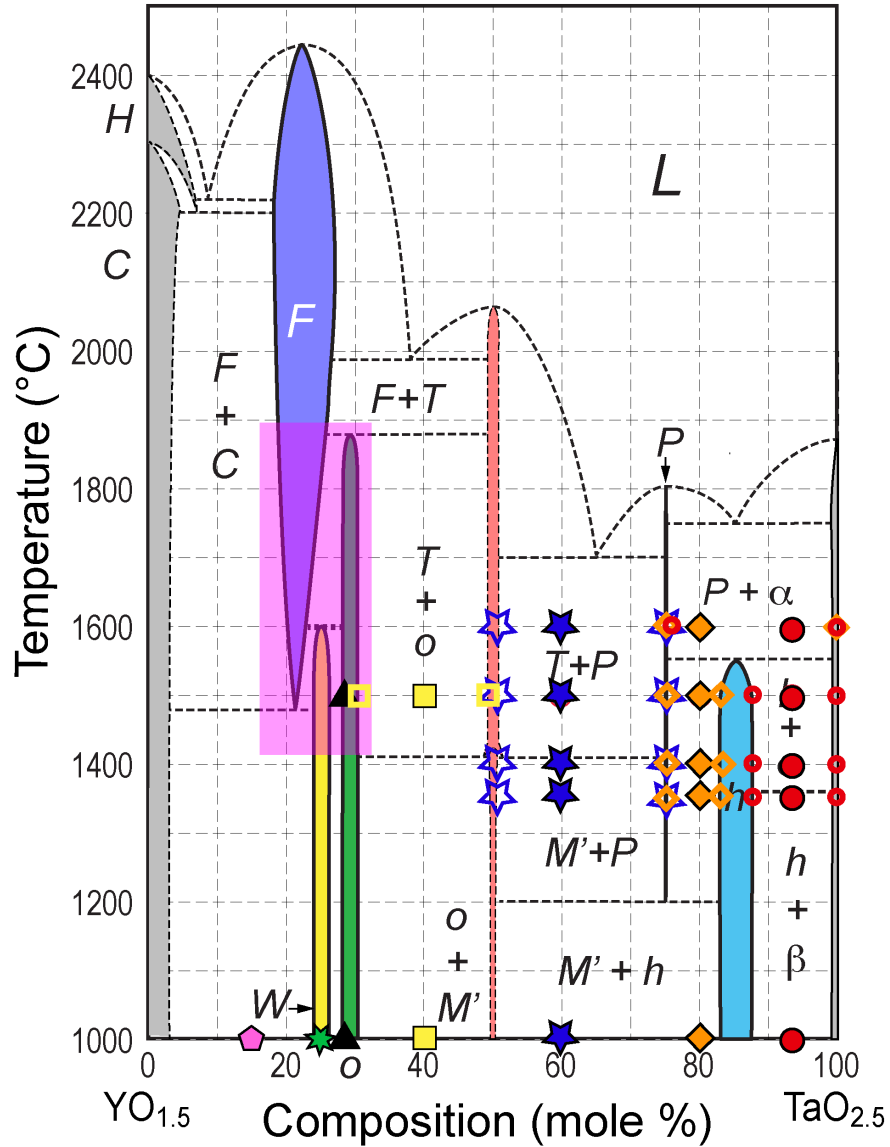 2400
H
L
2200
C
F
2000
F
+
C
F+T
P
1800
T
+
o
P + α
1600
T+P
+
1400
h
M'+P
h
+
β
1200
o
+
M'
M' + h
W
1000
0
20
o
40
60
80
100
YO1.5
Composition (mole %)
TaO2.5
Temperature (°C)